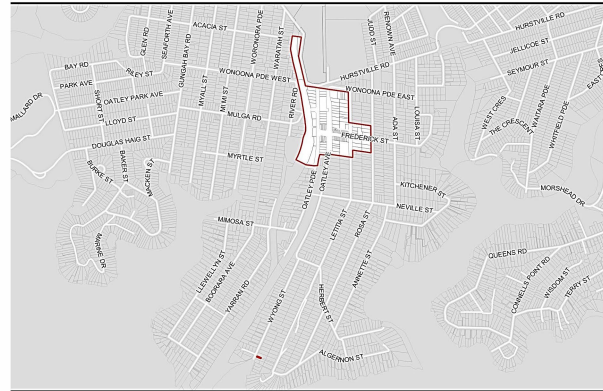 ACACIA ST
GLEN RD
SEAFORTH AVE
GUNGAH BAY RD
WORONORA PDE
WARATAH ST
JUDD ST
RENOWN AVE
HURSTVILLE RD
JELLICOE ST
SEYMOUR ST
BAY RD
RILEY ST
WONOONA PDE WEST
HURSTVILLE RD
PARK AVE
OATLEY PARK AVE
MYALL ST
MI MI ST
RIVER RD
WONOONA PDE EAST
MALLARD DR
SHORT ST
LLOYD ST
MULGA RD
ADA ST
LOUISA ST
WEST CRES
THE CRESCENT
WAITARA PDE
WHITFIELD PDE
DOUGLAS HAIG ST
FREDERICK ST
BURKE ST
BAKER ST
MACKEN ST
MYRTLE ST
OATLEY PDE
OATLEY AVE
KITCHENER ST
MORSHEAD DR
MIMOSA ST
LETITIA ST
ROSA ST
NEVILLE ST
MARINE DR
LLEWELLYN ST
BOORARA AVE
YARRAN RD
WYONG ST
HERBERT ST
ANNETTE ST
QUEENS RD
CONNELLS POINT RD
WISDOM ST
TERRY ST
ALGERNON ST